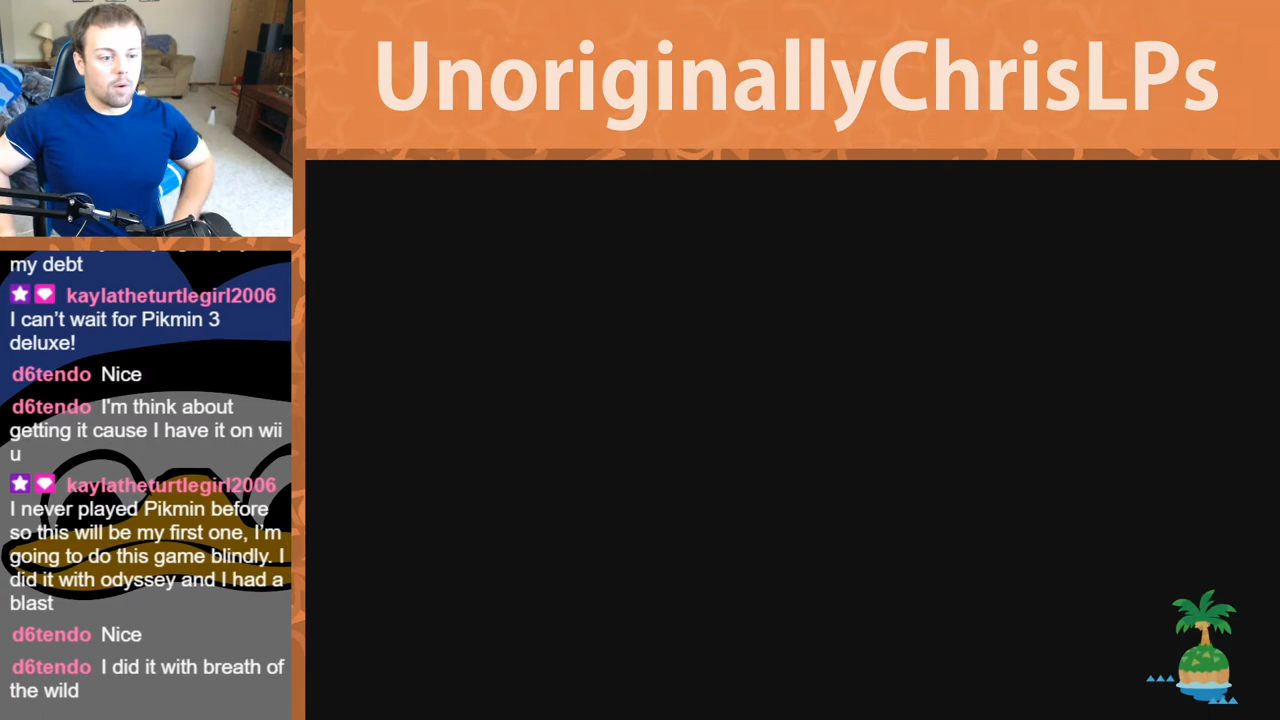 UnoriginallyChrisLPs
my debt
kaylatheturtlegirl2006
I can't wait for Pikmin 3
deluxe!
d6tendo Nice
d6tendo I'm think about
getting it cause I have it on wii
u
kaylatheturtlegirl2006
I never played Pikmin before
so this will be my first one, I'm
going to do this game blindly. I
did it with odyssey and I had a
blast
d6tendo Nice
d6tendo I did it with breath of
the wild